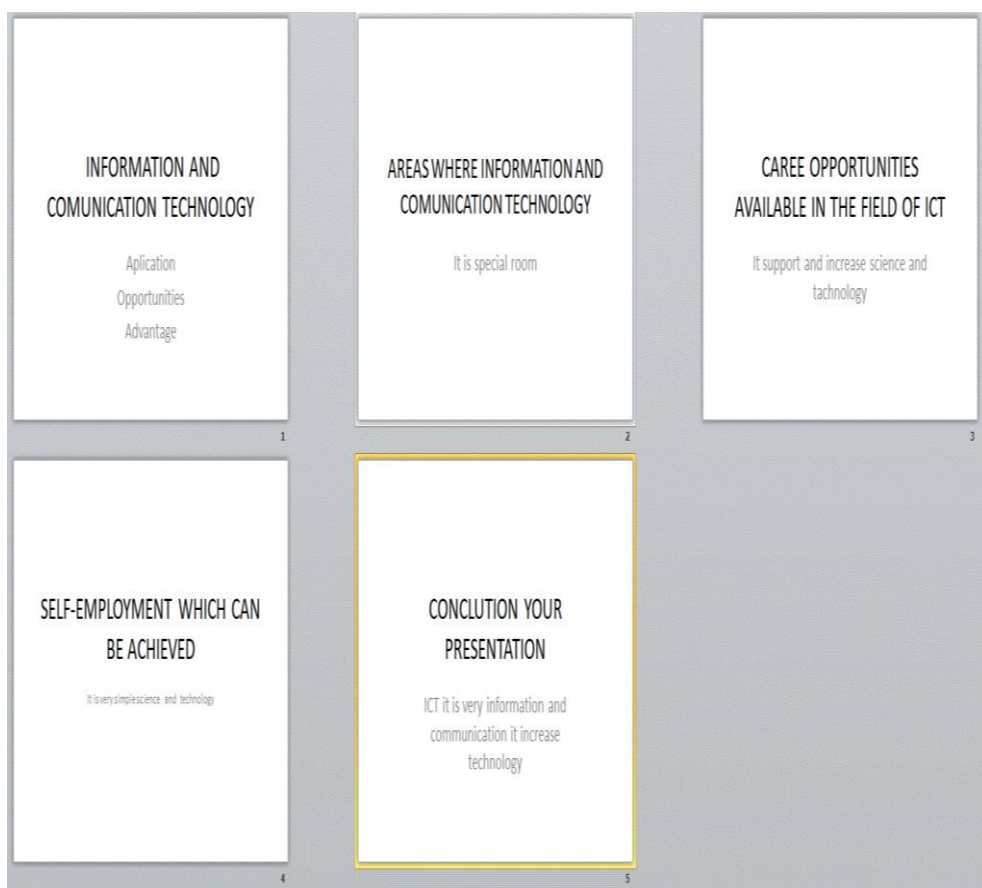 INFORMATION AND
COMUNICATION TECHNOLOGY
Aplication
Opportunities
Advantage
1
AREAS WHERE INFORMATION AND
COMUNICATION TECHNOLOGY
It is special room
2
CAREE OPPORTUNITIES
AVAILABLE IN THE FIELD OF ICT
It support and increase science and
tachnology
3
SELF-EMPLOYMENT WHICH CAN
BE ACHIEVED
It is very simple science and technology
4
CONCLUTION YOUR
PRESENTATION
ICT it is very information and
communication it increase
technology
5